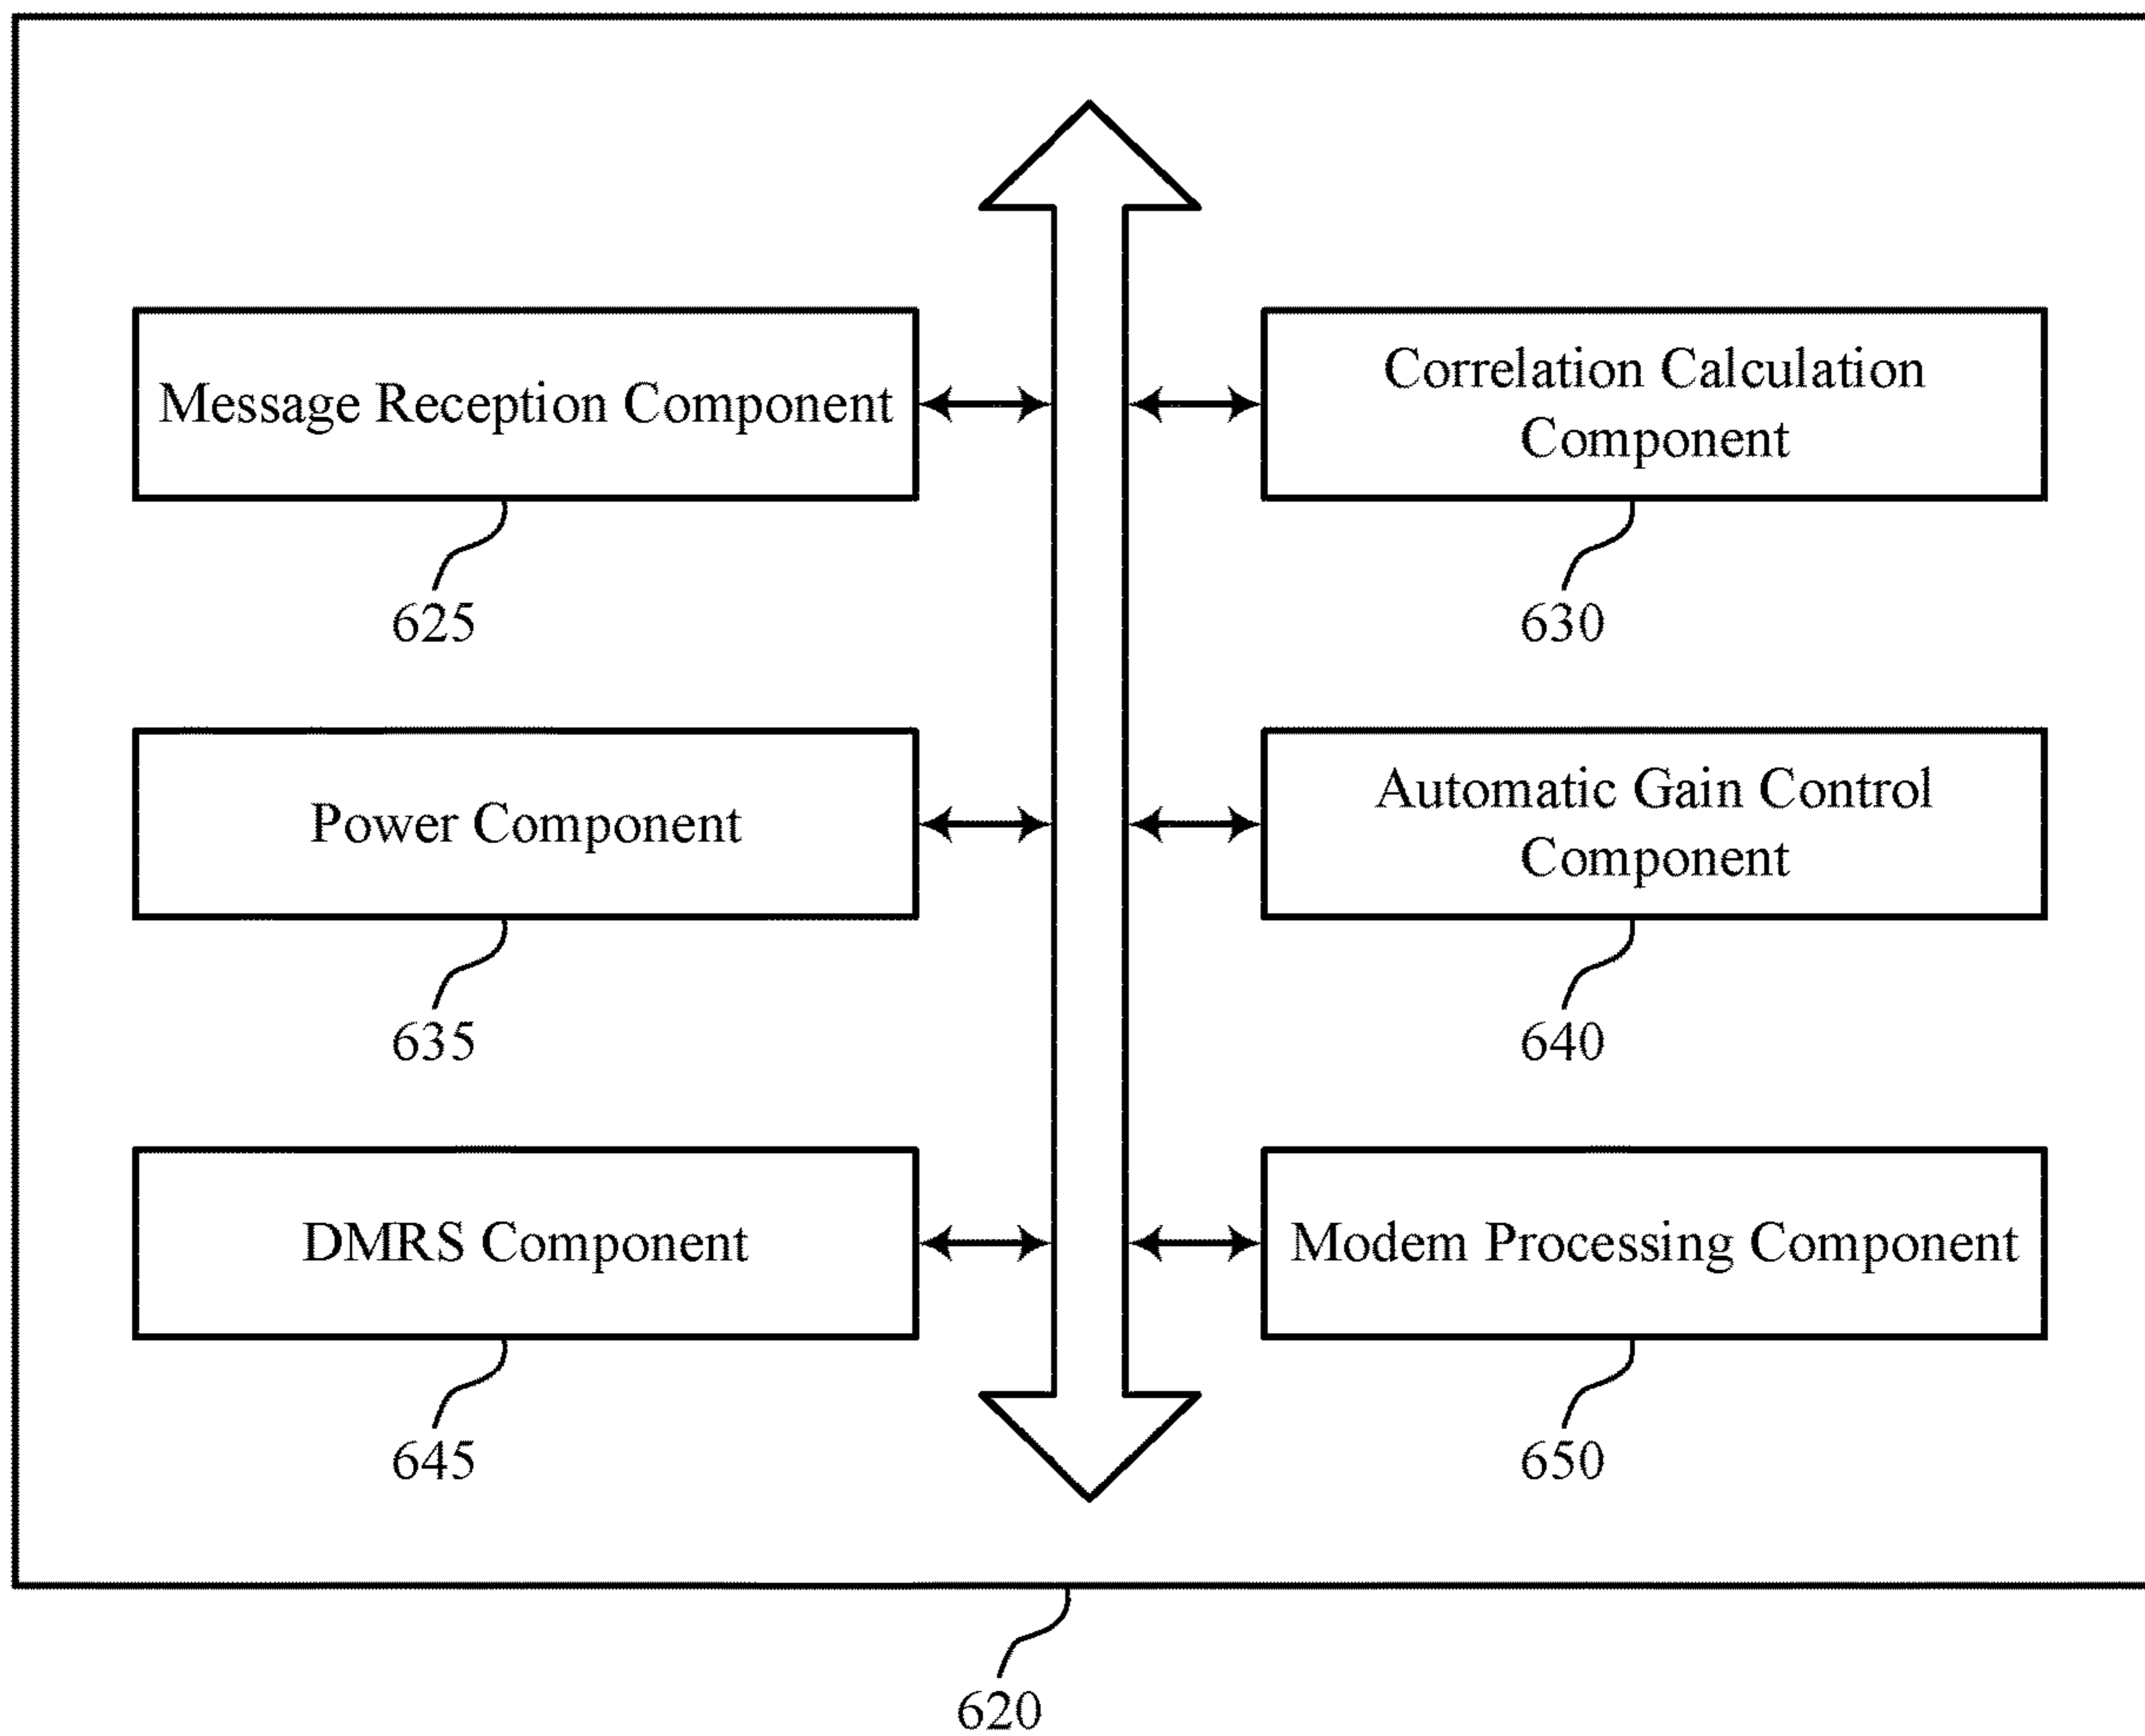 Message Reception Component
625
Correlation Calculation
Component
630
Power Component
635
Automatic Gain Control
Component
640
DMRS Component
645
Modem Processing Component
650
620